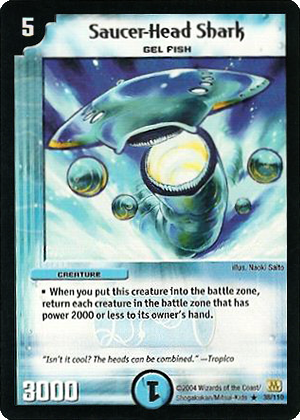 5
Saucer-Head Shark
GEL FISH
illus. Naoki Saito
CREATURE
• When you put this creature into the battle zone,
return each creature in the battle zone that has
power 2000 or less to its owner's hand.
"Isn't it cool? The heads can be combined." —Tropico
3000
1
©2004 Wizards of the Coast/
Shogakukan/Mitsui-Kids ★ 38/110